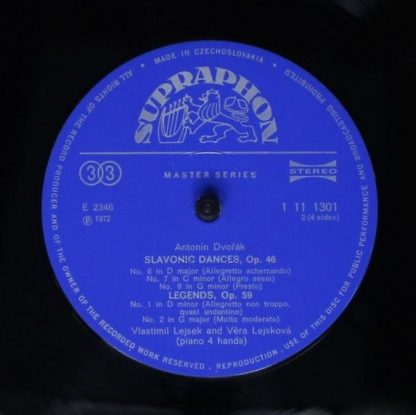 MADE IN CZECHOSLOVAKIA
ALL RIGHTS OF THE RECORD PRODUCER AND OF THE OWNER OF THE RECORDED WORK RESERVED. REPRODUCTION, COPYING, USE OF THIS DISC FOR PUBLIC PERFORMANCE AND BROADCASTING PROHIBITED
SUPRAPHON
33
MASTER SERIES
STEREO
E 2346
1 11 1301
℗ 1972
2 (4 sides)
Antonín Dvořák
SLAVONIC DANCES, Op. 46
No. 6 in D major (Allegretto scherzando)
No. 7 in C minor (Allegro assai)
No. 8 in G minor (Presto)
LEGENDS, Op. 59
No. 1 in D minor (Allegretto non troppo,
quasi andantino)
No. 2 in G major (Molto moderato)
Vlastimil Lejsek and Věra Lejsková
(piano 4 hands)